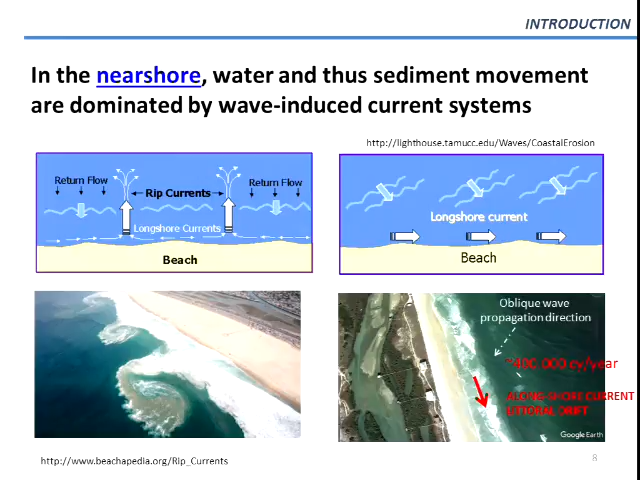 INTRODUCTION
In the nearshore, water and thus sediment movement
are dominated by wave-induced current systems
http://lighthouse.tamucc.edu/Waves/CoastalErosion
Return Flow
Rip Currents
Return Flow
Longshore Currents
Beach
Longshore current
Beach
Oblique wave
propagation direction
~400 000 cy/year
ALONG-SHORE CURRENT
LITTORAL DRIFT
Google Earth
http://www.beachapedia.org/Rip_Currents
8